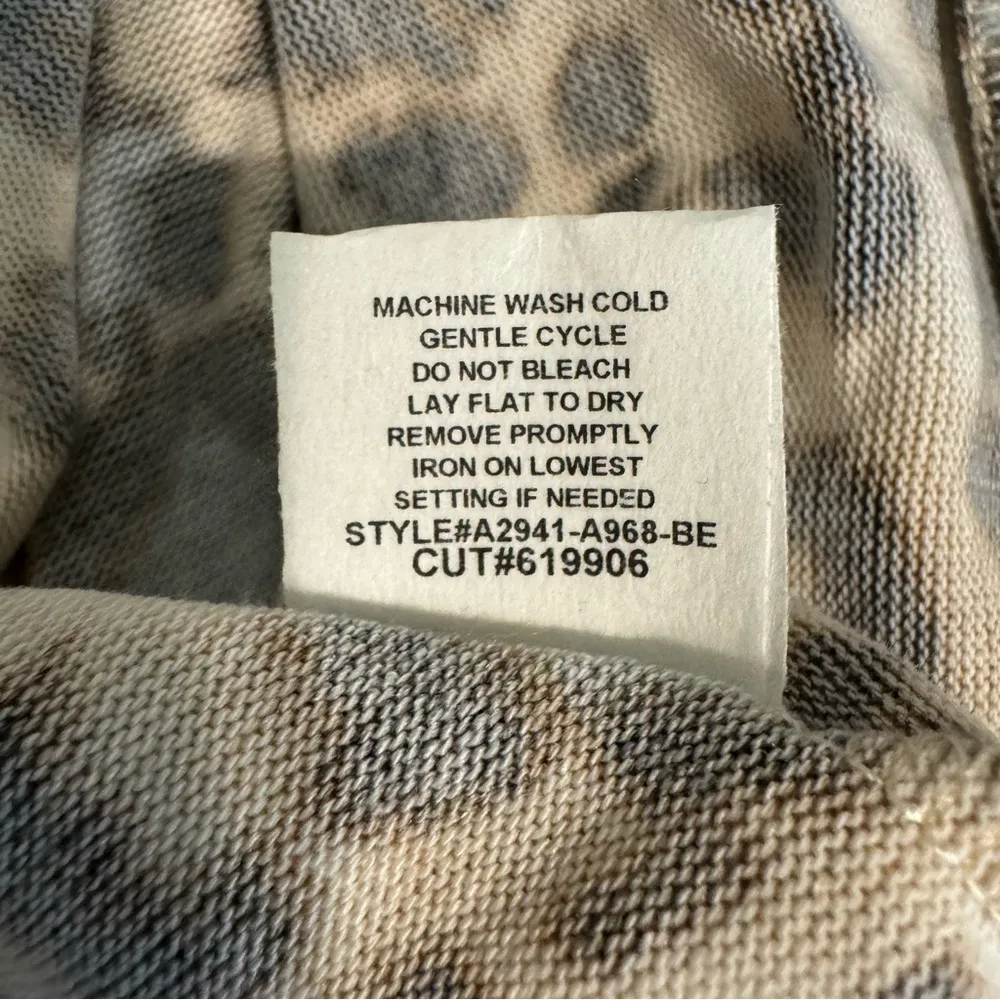 MACHINE WASH COLD
GENTLE CYCLE
DO NOT BLEACH
LAY FLAT TO DRY
REMOVE PROMPTLY
IRON ON LOWEST
SETTING IF NEEDED
STYLE#A2941-A968-BE
CUT#619906